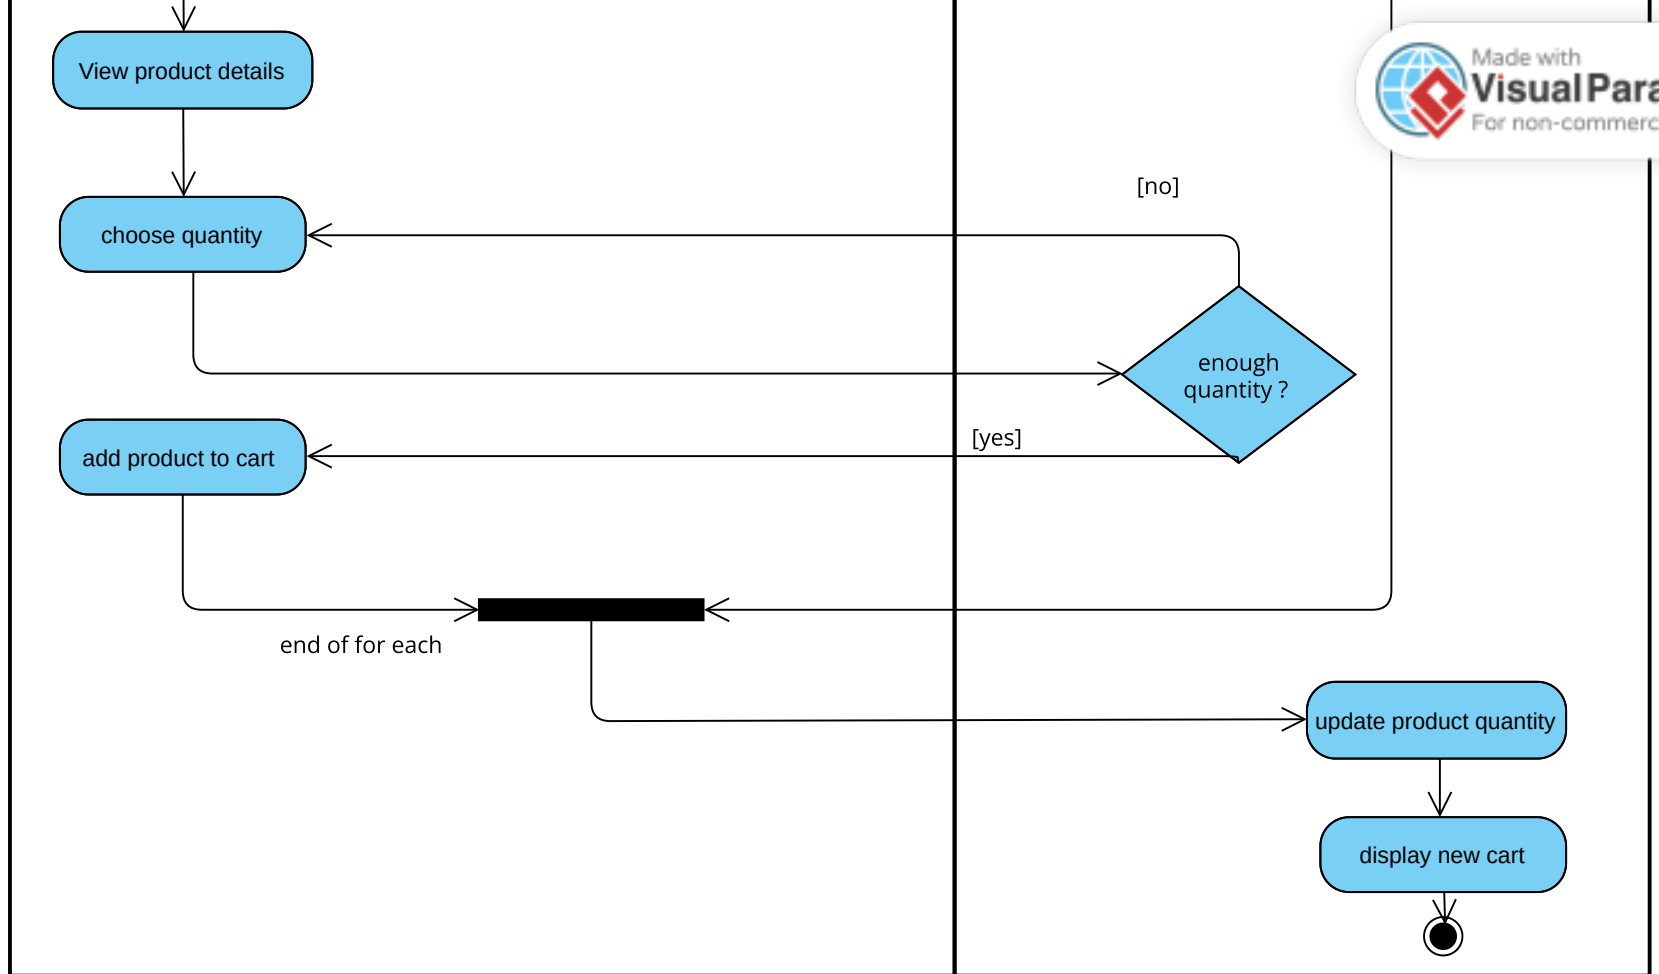 View product details
Made with
Visual Para
For non-commerc
[no]
choose quantity
enough
quantity ?
[yes]
add product to cart
end of for each
update product quantity
display new cart